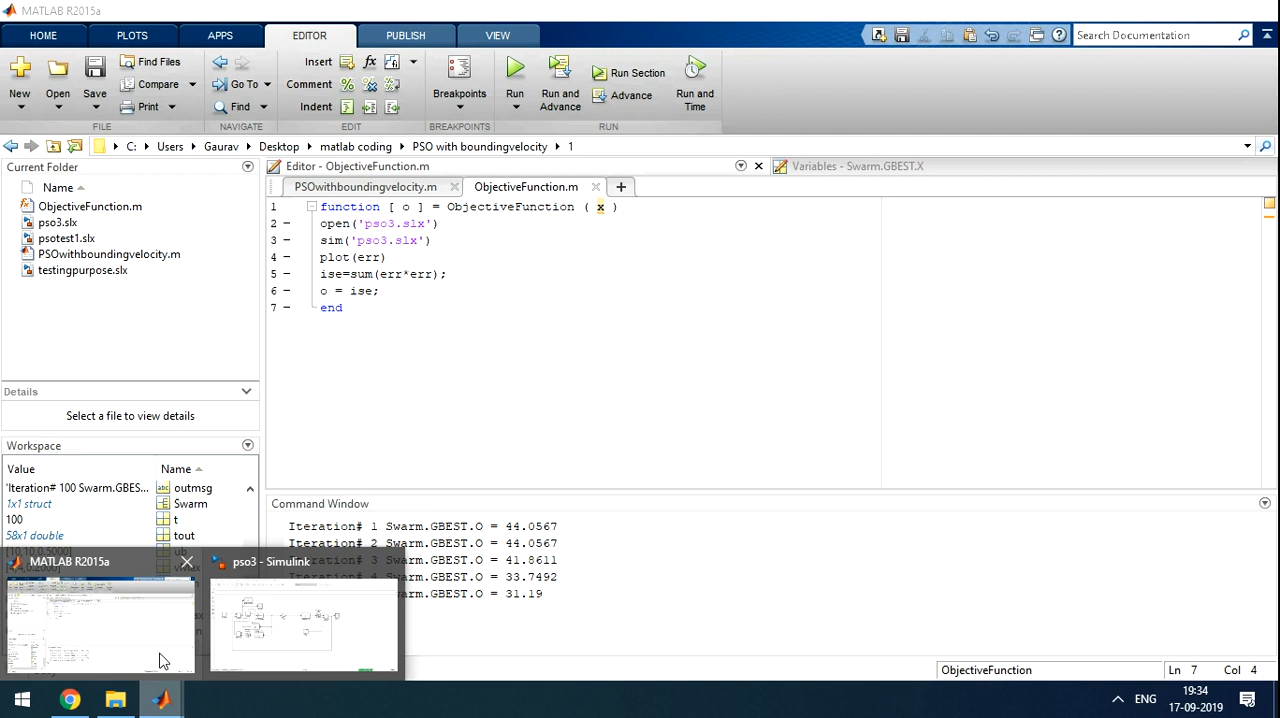 MATLAB R2015a
HOME PLOTS APPS EDITOR PUBLISH VIEW Search Documentation
New Open Save Find Files Compare Print
Go To Find
Insert Comment Indent
Breakpoints
Run Run and Advance Run Section Advance Run and Time
FILE NAVIGATE EDIT BREAKPOINTS RUN
C: Users Gaurav Desktop matlab coding PSO with boundingvelocity 1
Current Folder
Editor - ObjectiveFunction.m
Variables - Swarm.GBEST.X
Name
ObjectiveFunction.m
pso3.slx
potest1.slx
PSOwithboundingvelocity.m
testingpurpose.slx
PSOwithboundingvelocity.m ObjectiveFunction.m
1 function [ o ] = ObjectiveFunction ( x )
2 open('pso3.slx')
3 sim('pso3.slx')
4 plot(err)
5 ise=sum(err*err);
6 o = ise;
7 end
Details
Select a file to view details
Workspace
Value Name
'Iteration# 100 Swarm.GBES... outmsg
1x1 struct Swarm
100 t
58x1 double tout
Command Window
Iteration# 1 Swarm.GBEST.O = 44.0567
Iteration# 2 Swarm.GBEST.O = 44.0567
3 Swarm.GBEST.O = 41.8611
Swarm.GBEST.O = 31.19
MATLAB R2015a
pso3 - Simulink
ObjectiveFunction Ln 7 Col 4
ENG
19:34
17-09-2019